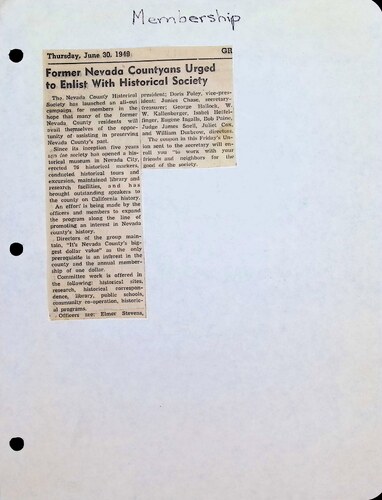 Membership
Thursday, June 30, 1949. GR
Former Nevada Countyans Urged
to Enlist With Historical Society
The Nevada County Historical
Society has launched an all-out
campaign for members in the
hope that many of the former
Nevada County residents will
avail themselves of the oppor-
tunity of assisting in preserving
Nevada County's past.
Since its inception five years
ago the society has opened a his-
torical museum in Nevada City,
erected 76 historical markers,
conducted historical tours and
excursion, maintained library and
research facilities, and has
brought outstanding speakers to
the county on California history.
An effort is being made by the
officers and members to expand
the program along the line of
promoting an interest in Nevada
county's history.
Directors of the group main-
tain, "It's Nevada County's big-
gest dollar value" as the only
prerequisite is an interest in the
county and the annual member-
ship of one dollar.
Committee work is offered in
the following: historical sites,
research, historical correspon-
dence, library, public schools,
community co-operation, histori-
cal programs.
Officers are: Elmer Stevens,
president; Doris Foley, vice-pres-
ident; Junice Chase, secretary-
treasurer; George Hallock, W.
W. Kallenburger, Isabel Hefel-
finger, Eugene Ingalls, Bob Paine,
Judge James Snell, Juliet Cox,
and William Durbrow, directors.
The coupon in this Friday's Un-
ion sent to the secretary will en-
roll you "to work with your
friends and neighbors for the
good of the society.